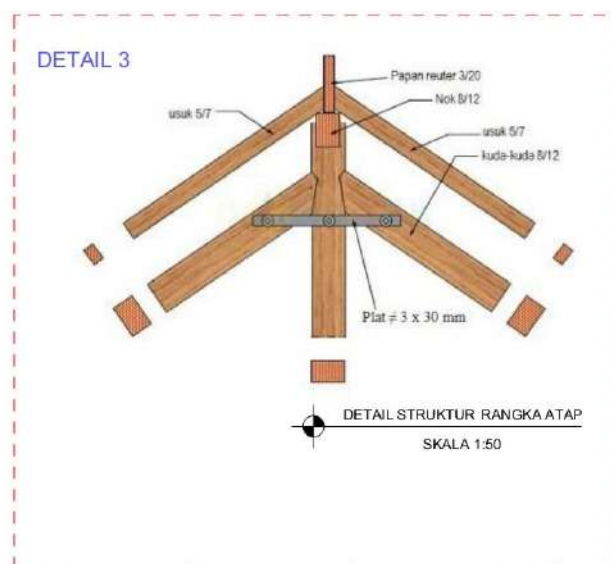 DETAIL 3
Papan reuter 3/20
Nok 8/12
usuk 5/7
usuk 5/7
kuda-kuda 8/12
Plat ≠ 3 x 30 mm
DETAIL STRUKTUR RANGKA ATAP
SKALA 1:50